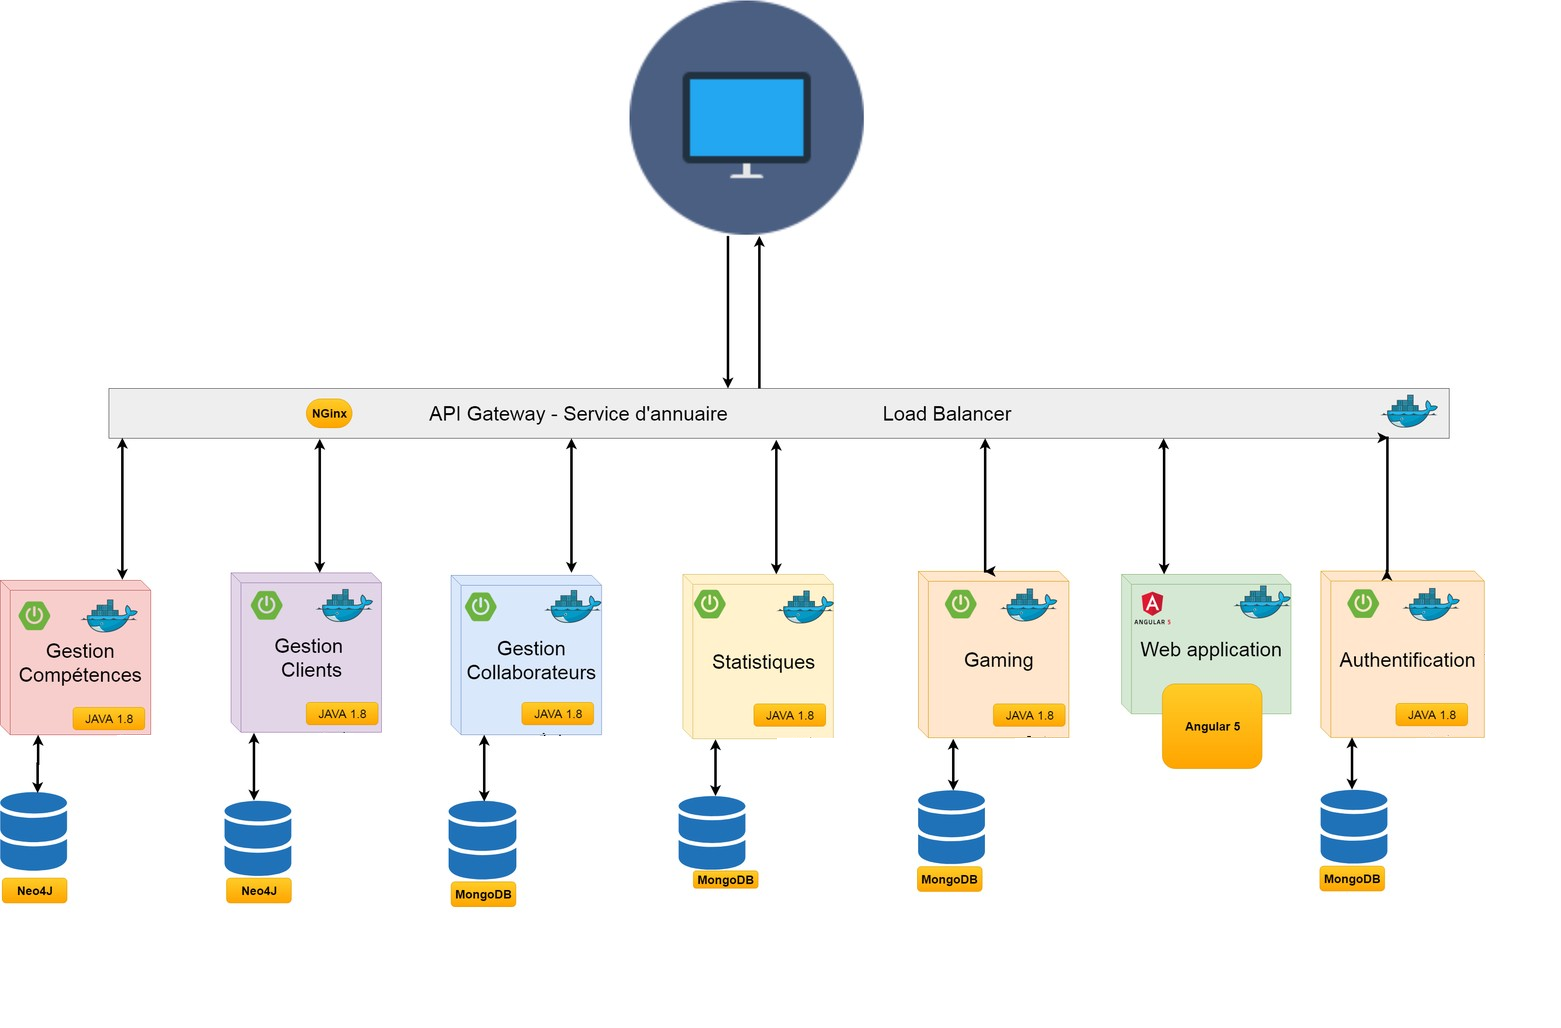 NGinx
API Gateway - Service d'annuaire
Load Balancer
Gestion
Compétences
JAVA 1.8
Gestion
Clients
JAVA 1.8
Gestion
Collaborateurs
JAVA 1.8
Statistiques
JAVA 1.8
Gaming
JAVA 1.8
ANGULAR 5
Web application
Angular 5
Authentification
JAVA 1.8
Neo4J
Neo4J
MongoDB
MongoDB
MongoDB
MongoDB